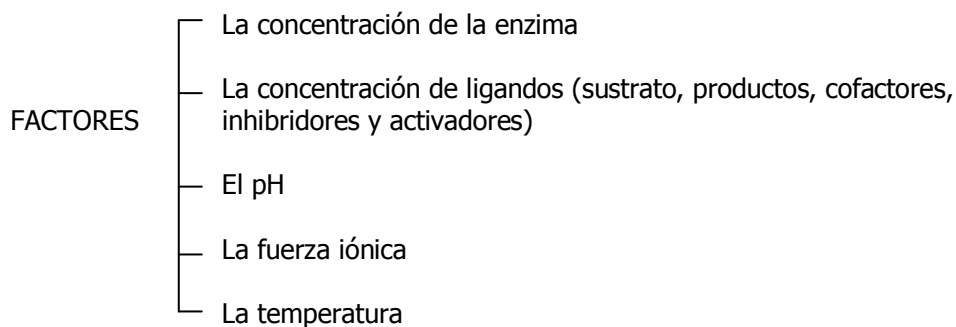 La concentración de la enzima
La concentración de ligandos (sustrato, productos, cofactores,
FACTORES
inhibridores y activadores)
El pH
La fuerza iónica
La temperatura